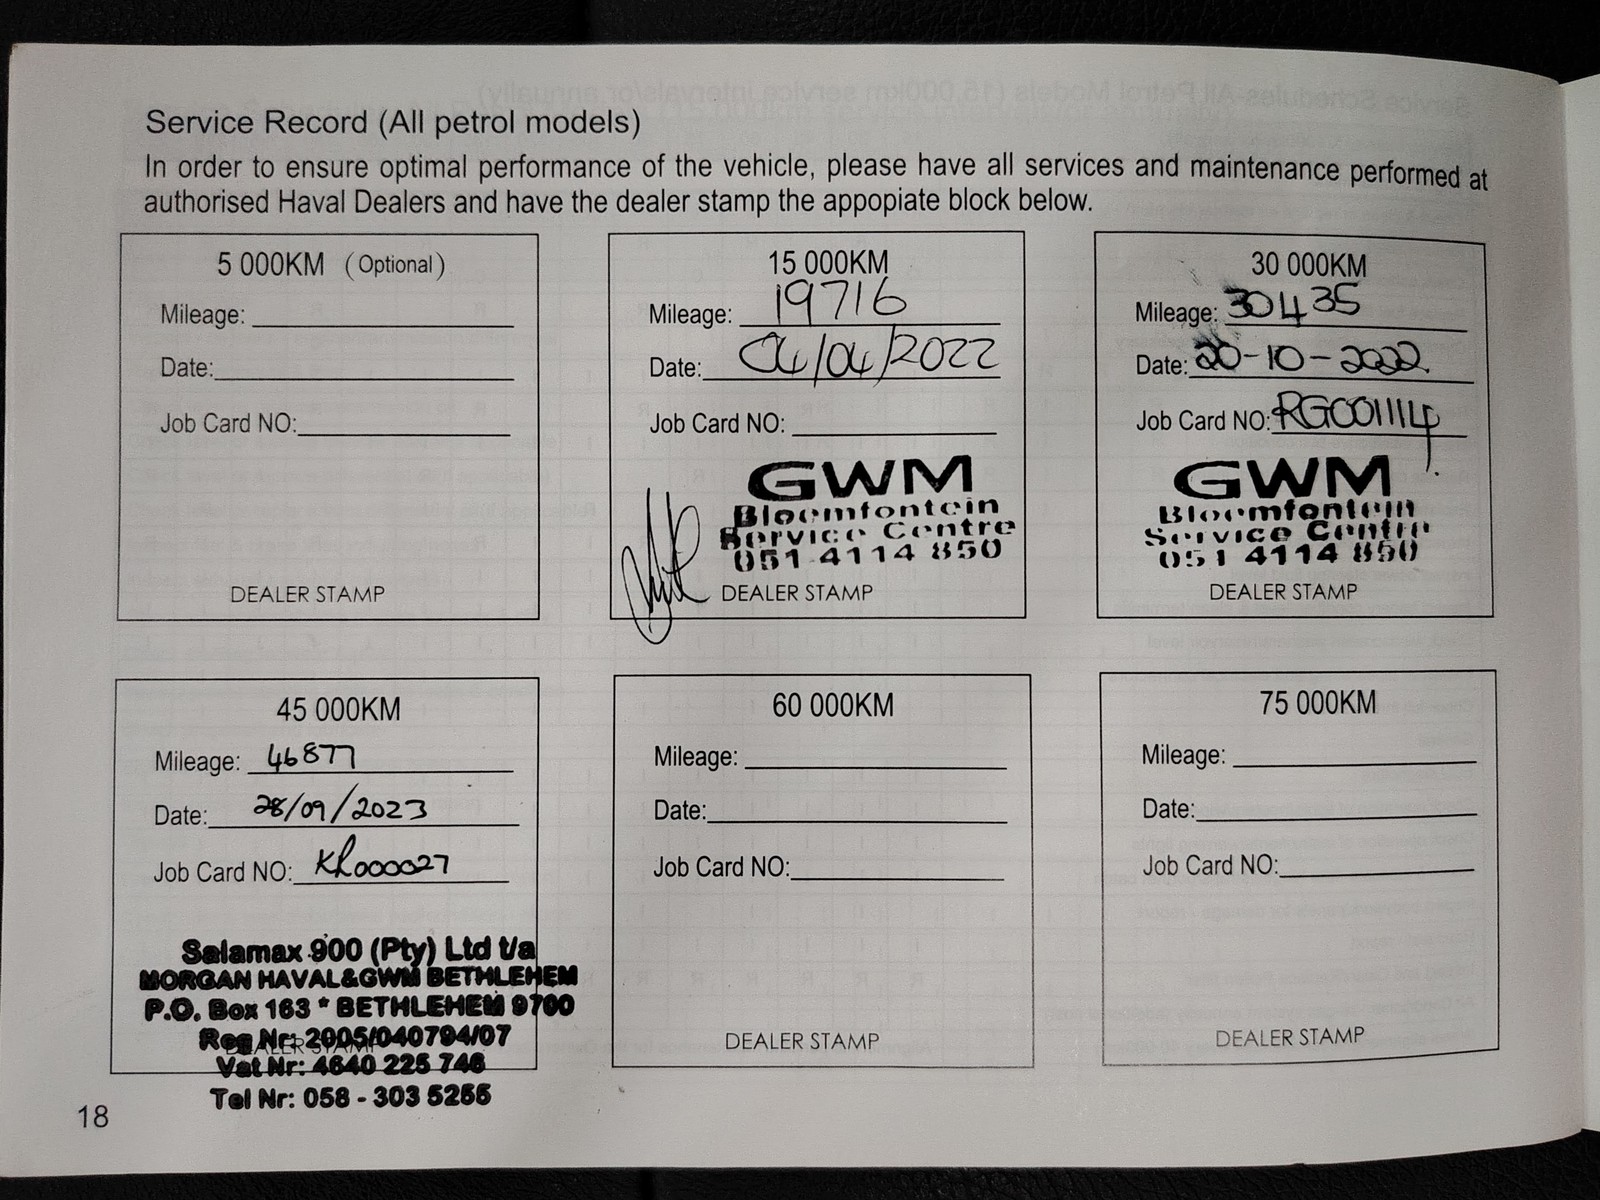 Service Record (All petrol models)
In order to ensure optimal performance of the vehicle, please have all services and maintenance performed at
authorised Haval Dealers and have the dealer stamp the appopiate block below.
5 000KM (Optional)
Mileage:
Date:
Job Card NO:
DEALER STAMP
15 000KM
Mileage: 19716
Date: 04/04/2022
Job Card NO:
GWM
Bloemfontein
Service Centre
051 4114 850
DEALER STAMP
30 000KM
Mileage: 30435
Date: 20-10-2022
Job Card NO: RG001114
GWM
Bloemfontein
Service Centre
051 4114 850
DEALER STAMP
45 000KM
Mileage: 46877
Date: 28/09/2023
Job Card NO: Kl000027
Salamax 900 (Pty) Ltd t/a
MORGAN HAVAL&GWM BETHLEHEM
P.O. Box 163 * BETHLEHEM 9700
Reg Nr: 2005/040794/07
DEALER STAMP
Vat Nr: 4640 225 746
Tel Nr: 058 - 303 5255
60 000KM
Mileage:
Date:
Job Card NO:
DEALER STAMP
75 000KM
Mileage:
Date:
Job Card NO:
DEALER STAMP
18